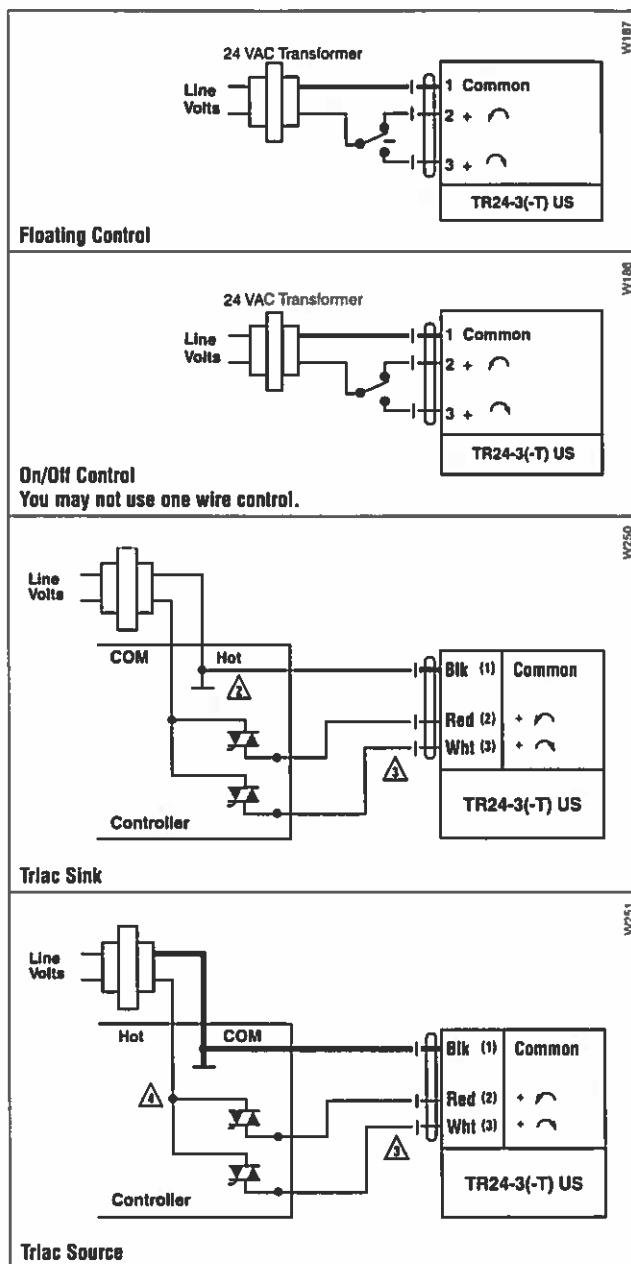 W187
24 VAC Transformer
Line
Volts
1 Common
2 +
3 +
TR24-3(-T) US
Floating Control
W186
24 VAC Transformer
Line
Volts
1 Common
2 +
3 +
TR24-3(-T) US
On/Off Control
You may not use one wire control.
W250
Line
Volts
COM Hot
2
Blk (1) Common
Red (2) +
Wht (3) +
3
TR24-3(-T) US
Controller
Triac Sink
W251
Line
Volts
Hot COM
Blk (1) Common
4
Red (2) +
Wht (3) +
3
TR24-3(-T) US
Controller
Triac Source